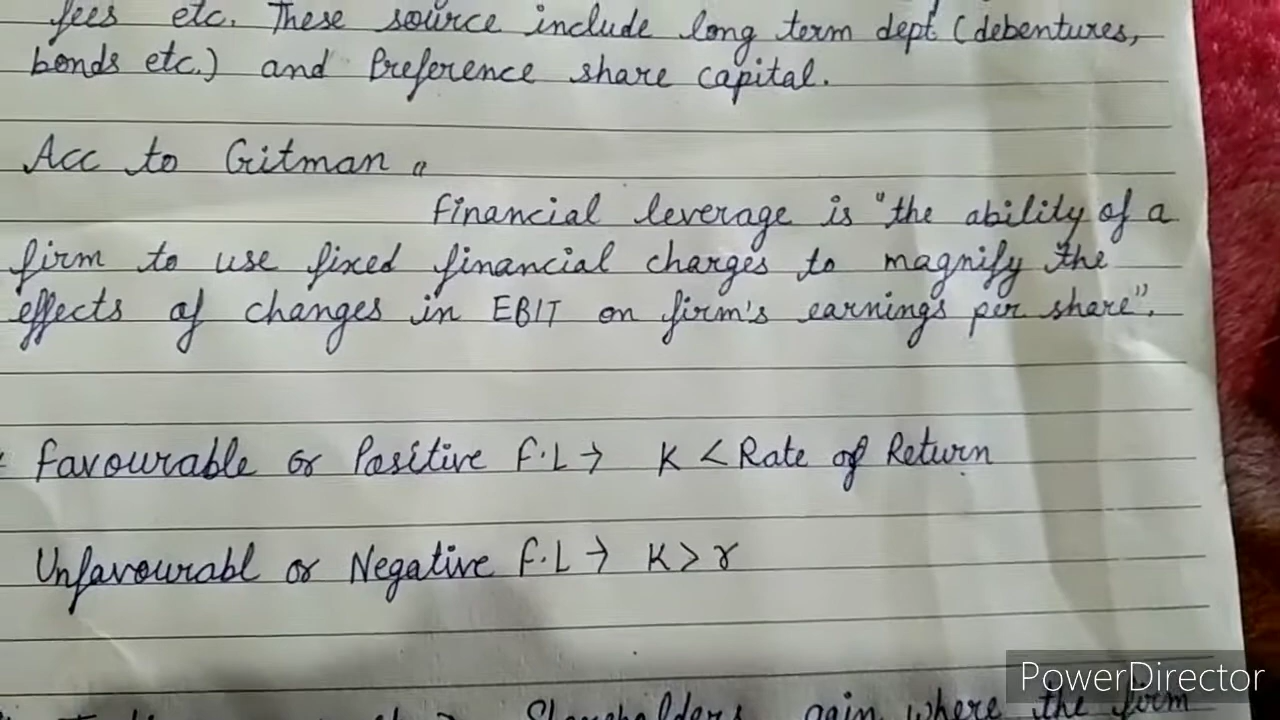 fees etc. These source include long term dept (debentures,
bonds etc.) and Preference share capital.
Acc to Gitman "
Financial leverage is "the ability of a
firm to use fixed financial charges to magnify the
effects of changes in EBIT on firm's earnings per share".
Favourable or Positive F.L → K < Rate of Return
Unfavourabl or Negative F.L → K > r
Shareholders gain where the firm
PowerDirector